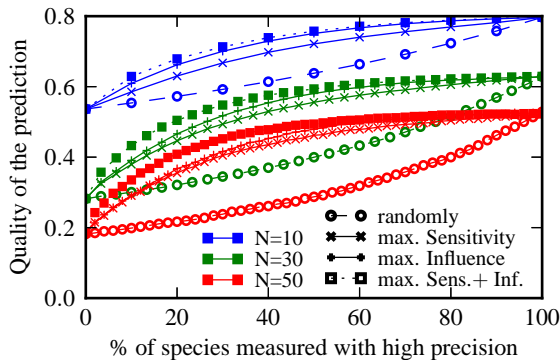 0.8
0.6
0.4
0.2
0.0
Quality of the prediction
0
20
40
60
80
100
% of species measured with high precision
N=10
N=30
N=50
randomly
max. Sensitivity
max. Influence
max. Sens.+ Inf.